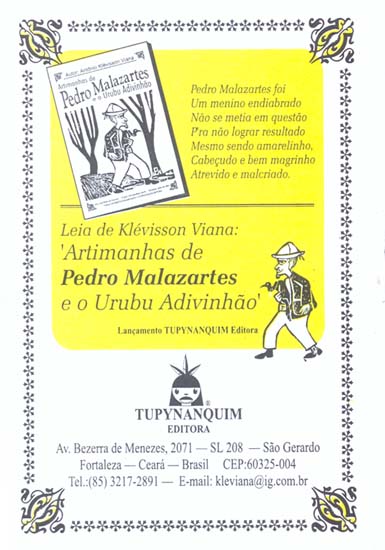 Autor: Antônio Klévisson Viana
Artimanhas de
Pedro Malazartes
e o Urubu Adivinhão
Pedro Malazartes foi
Um menino endiabrado
Não se metia em questão
P'ra não lograr resultado
Mesmo sendo amarelinho,
Cabeçudo e bem magrinho
Atrevido e malcriado.
Leia de Klévisson Viana:
'Artimanhas de
Pedro Malazartes
e o Urubu Adivinhão'
Lançamento TUPYNANQUIM Editora
®
TUPYNANQUIM
EDITORA
Av. Bezerra de Menezes, 2071 — SL 208 — São Gerardo
Fortaleza — Ceará — Brasil CEP:60325-004
Tel.:(85) 3217-2891 — E-mail: kleviana@ig.com.br